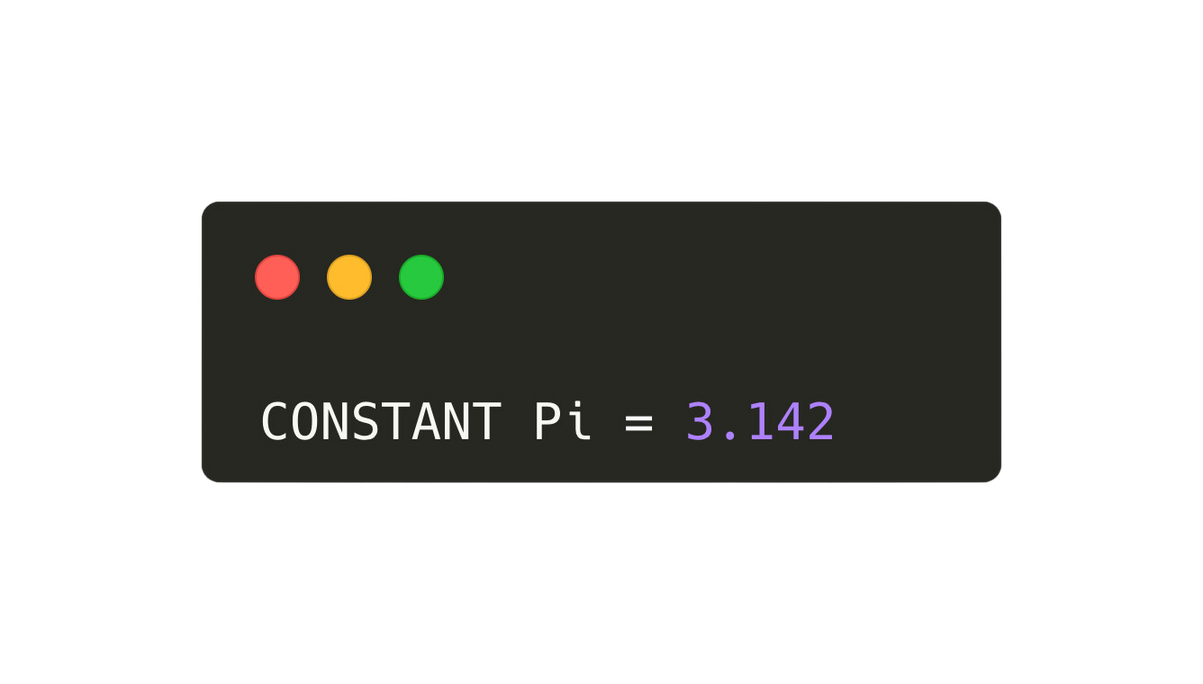 CONSTANT Pi = 3.142